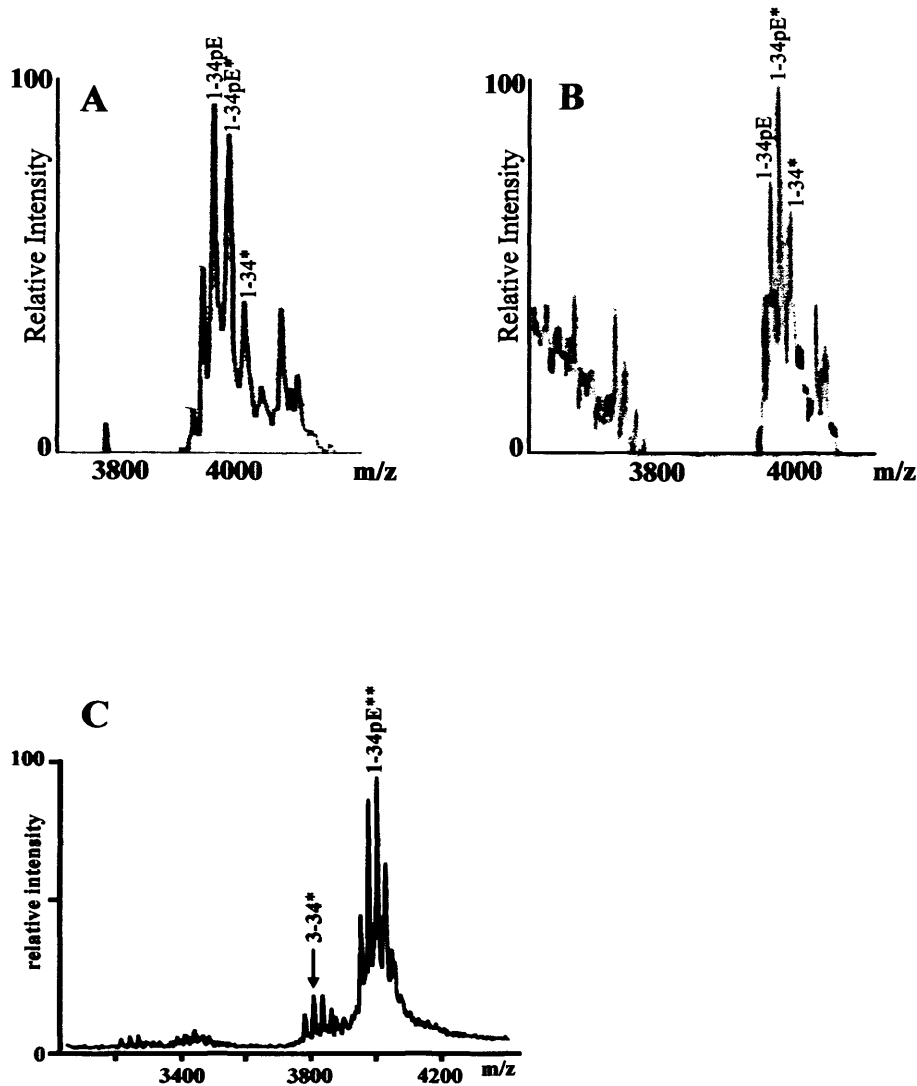 A
100
Relative Intensity
0
1-34pE
1-34pE*
1-34*
3800
4000
m/z
B
100
Relative Intensity
0
1-34pE
1-34pE*
1-34*
3800
4000
m/z
C
100
relative intensity
0
3-34*
1-34pE**
3400
3800
4200
m/z